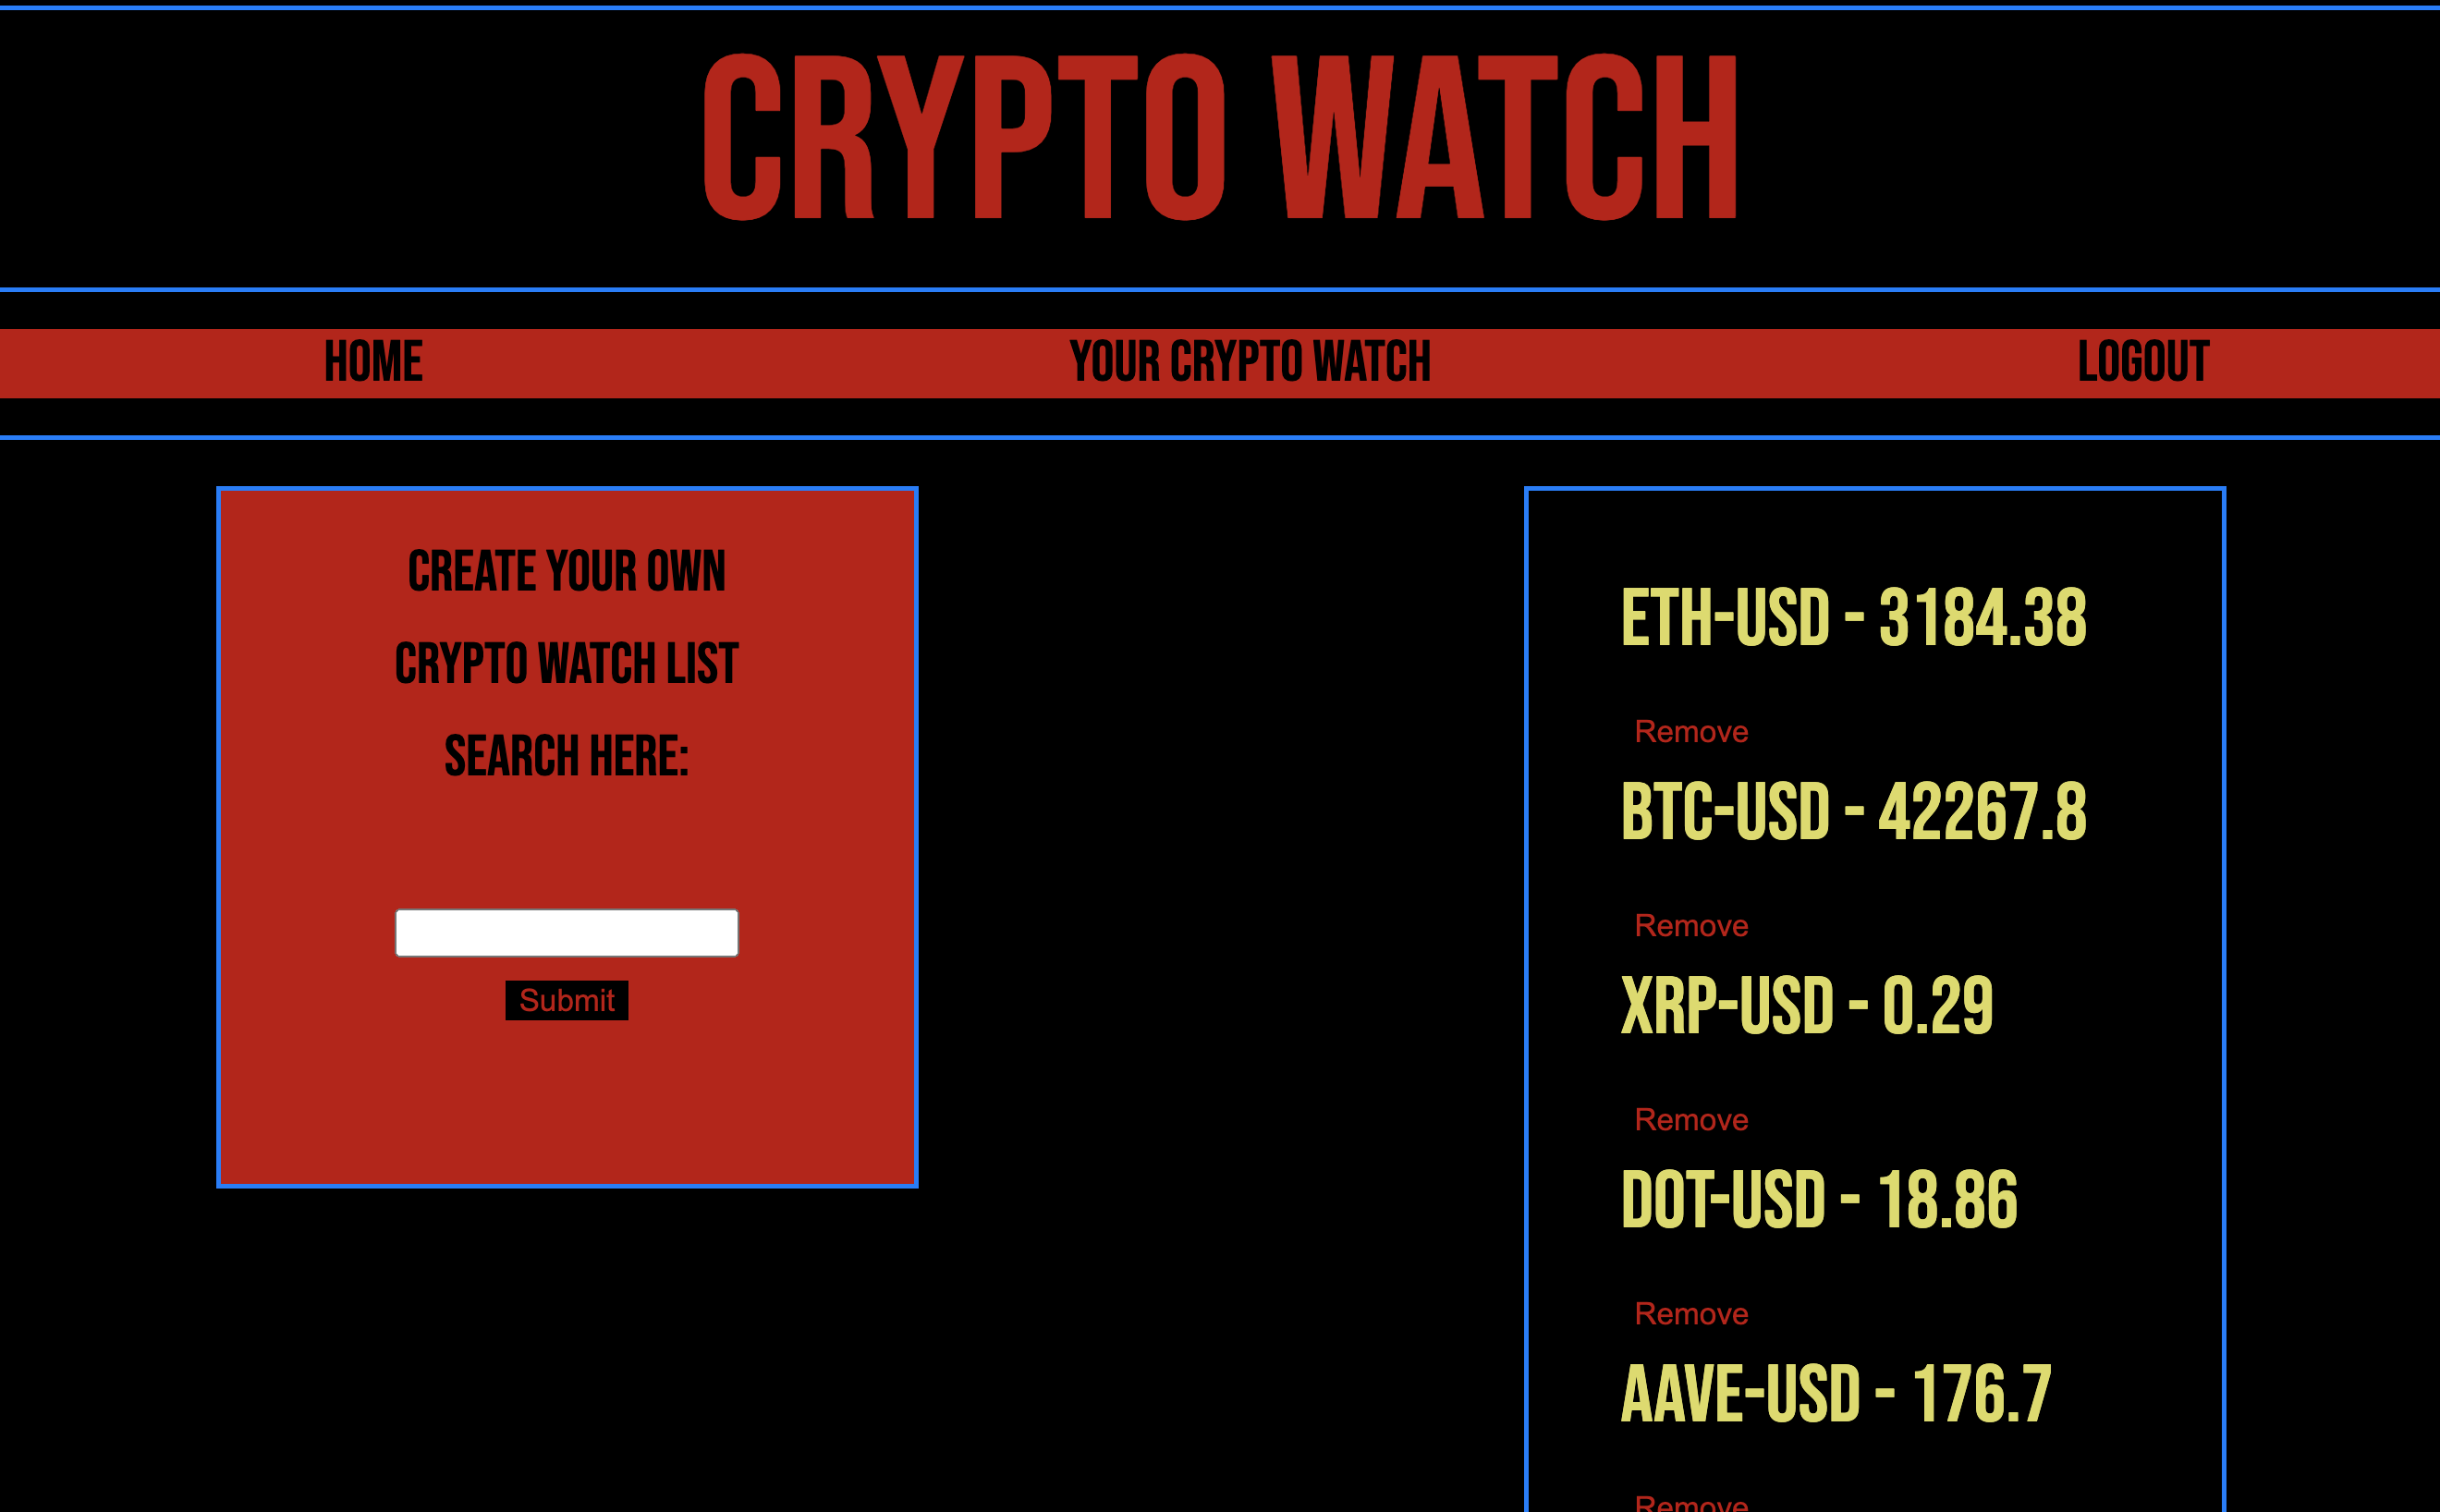 CRYPTO WATCH
HOME
YOUR CRYPTO WATCH
LOGOUT
CREATE YOUR OWN
CRYPTO WATCH LIST
SEARCH HERE:
Submit
ETH-USD - 3184.38
Remove
BTC-USD - 42267.8
Remove
XRP-USD - 0.29
Remove
DOT-USD - 18.86
Remove
AAVE-USD - 176.7
Remove